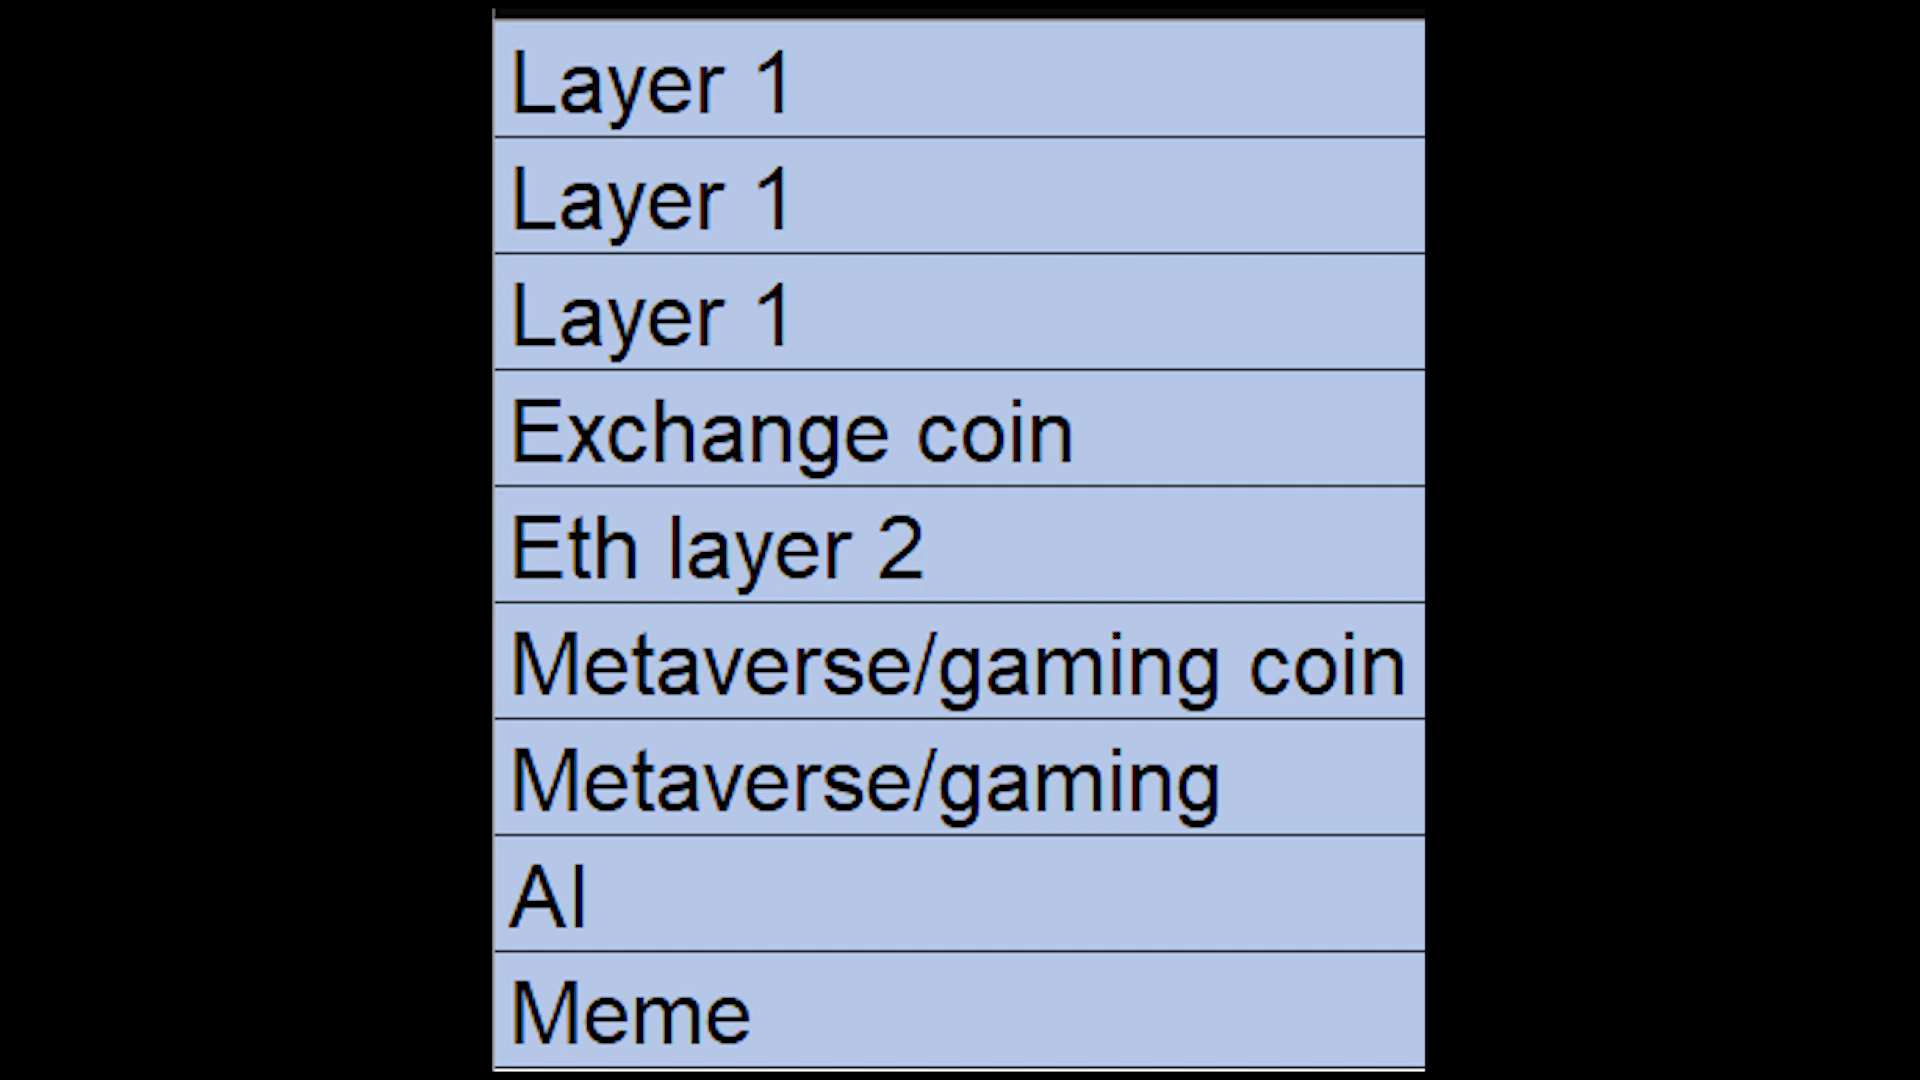 Layer 1
Layer 1
Layer 1
Exchange coin
Eth layer 2
Metaverse/gaming coin
Metaverse/gaming
AI
Meme